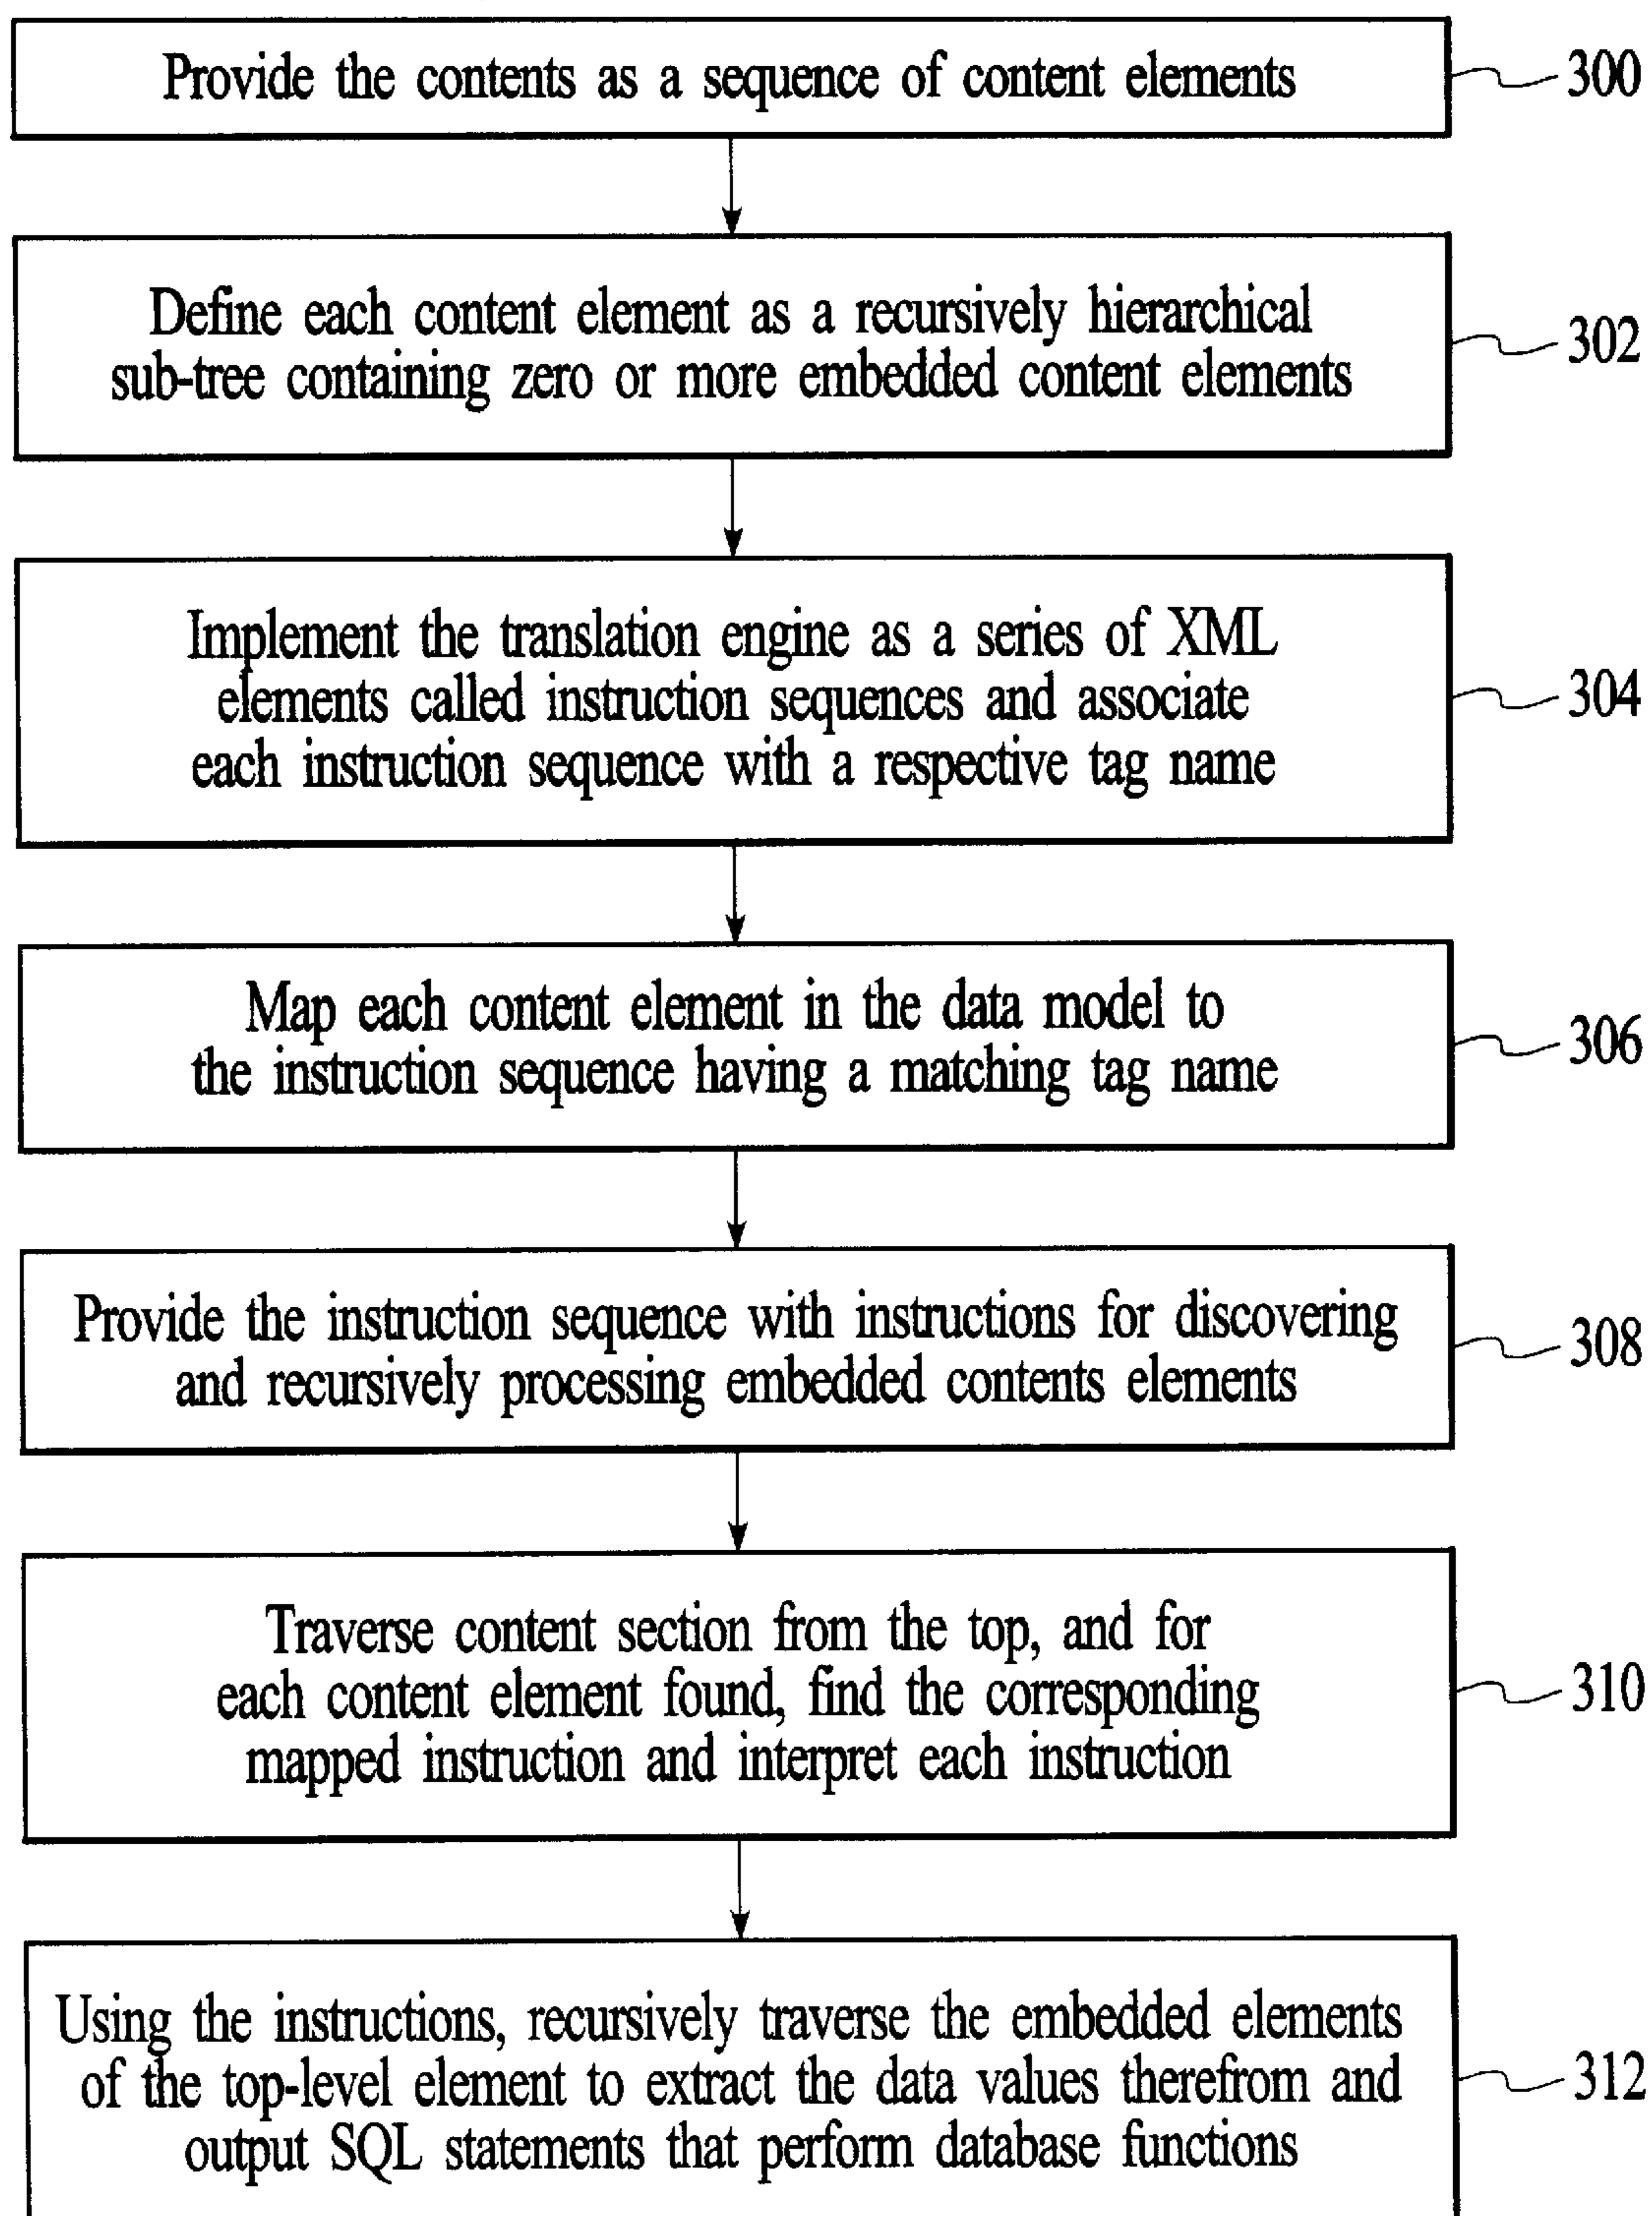 Provide the contents as a sequence of content elements
300
Define each content element as a recursively hierarchical
sub-tree containing zero or more embedded content elements
302
Implement the translation engine as a series of XML
elements called instruction sequences and associate
each instruction sequence with a respective tag name
304
Map each content element in the data model to
the instruction sequence having a matching tag name
306
Provide the instruction sequence with instructions for discovering
and recursively processing embedded contents elements
308
Traverse content section from the top, and for
each content element found, find the corresponding
mapped instruction and interpret each instruction
310
Using the instructions, recursively traverse the embedded elements
of the top-level element to extract the data values therefrom and
output SQL statements that perform database functions
312